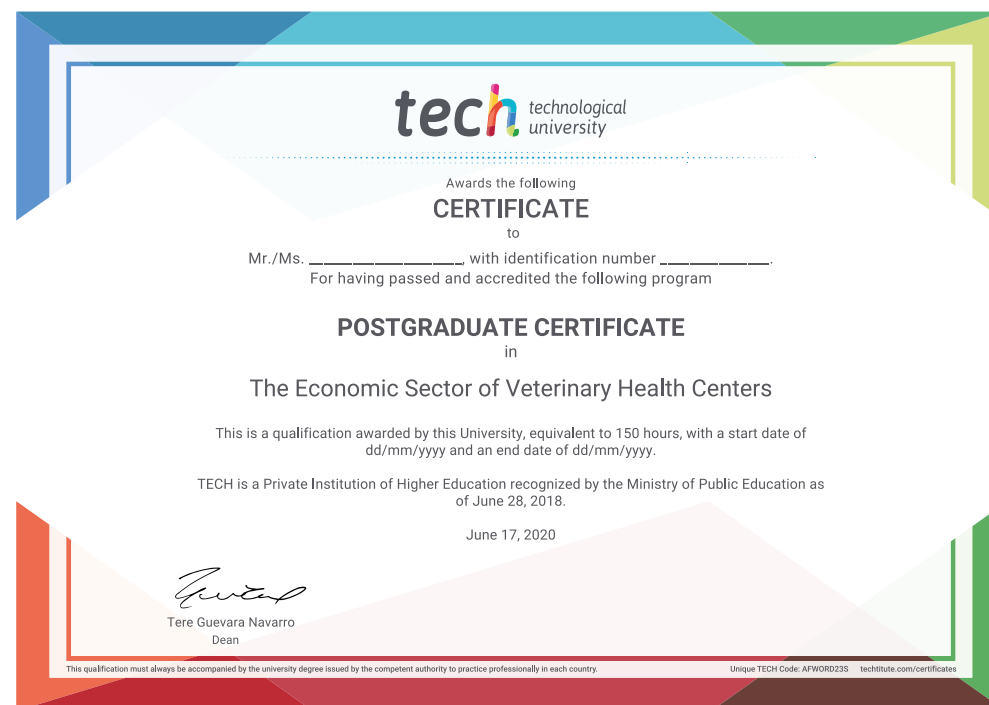 tech technological
university
Awards the following
CERTIFICATE
to
Mr./Ms. ____________________, with identification number ______________.
For having passed and accredited the following program
POSTGRADUATE CERTIFICATE
in
The Economic Sector of Veterinary Health Centers
This is a qualification awarded by this University, equivalent to 150 hours, with a start date of
dd/mm/yyyy and an end date of dd/mm/yyyy.
TECH is a Private Institution of Higher Education recognized by the Ministry of Public Education as
of June 28, 2018.
June 17, 2020
Tere Guevara Navarro
Dean
This qualification must always be accompanied by the university degree issued by the competent authority to practice professionally in each country. Unique TECH Code: AFWORD23S techtitute.com/certificates